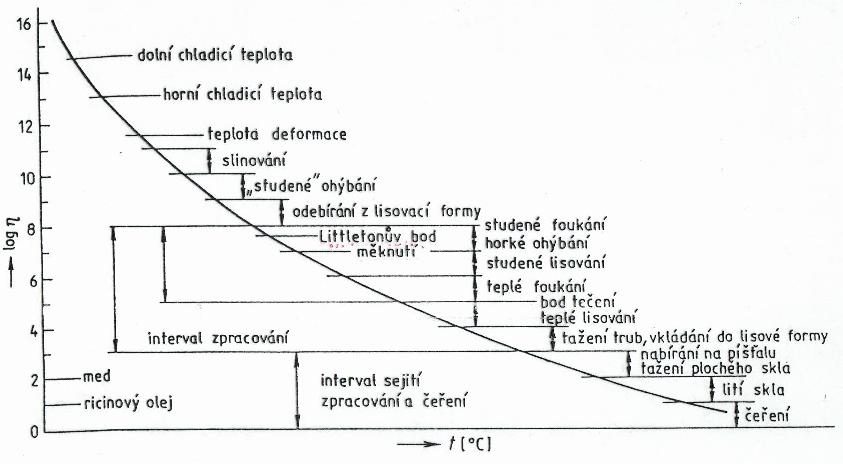 16
14
12
10
8
6
4
2
0
log η
dolní chladicí teplota
horní chladicí teplota
teplota deformace
slinování
„studené" ohýbání
odebírání z lisovací formy
studené foukání
Littletonův bod
horké ohýbání
měknutí
studené lisování
teplé foukání
bod tečení
teplé lisování
interval zpracování
tažení trub, vkládání do lisové formy
nabírání na píšťalu
tažení plochého skla
med
interval sejití
zpracování a čeření
lití skla
ricinový olej
čeření
t [°C]